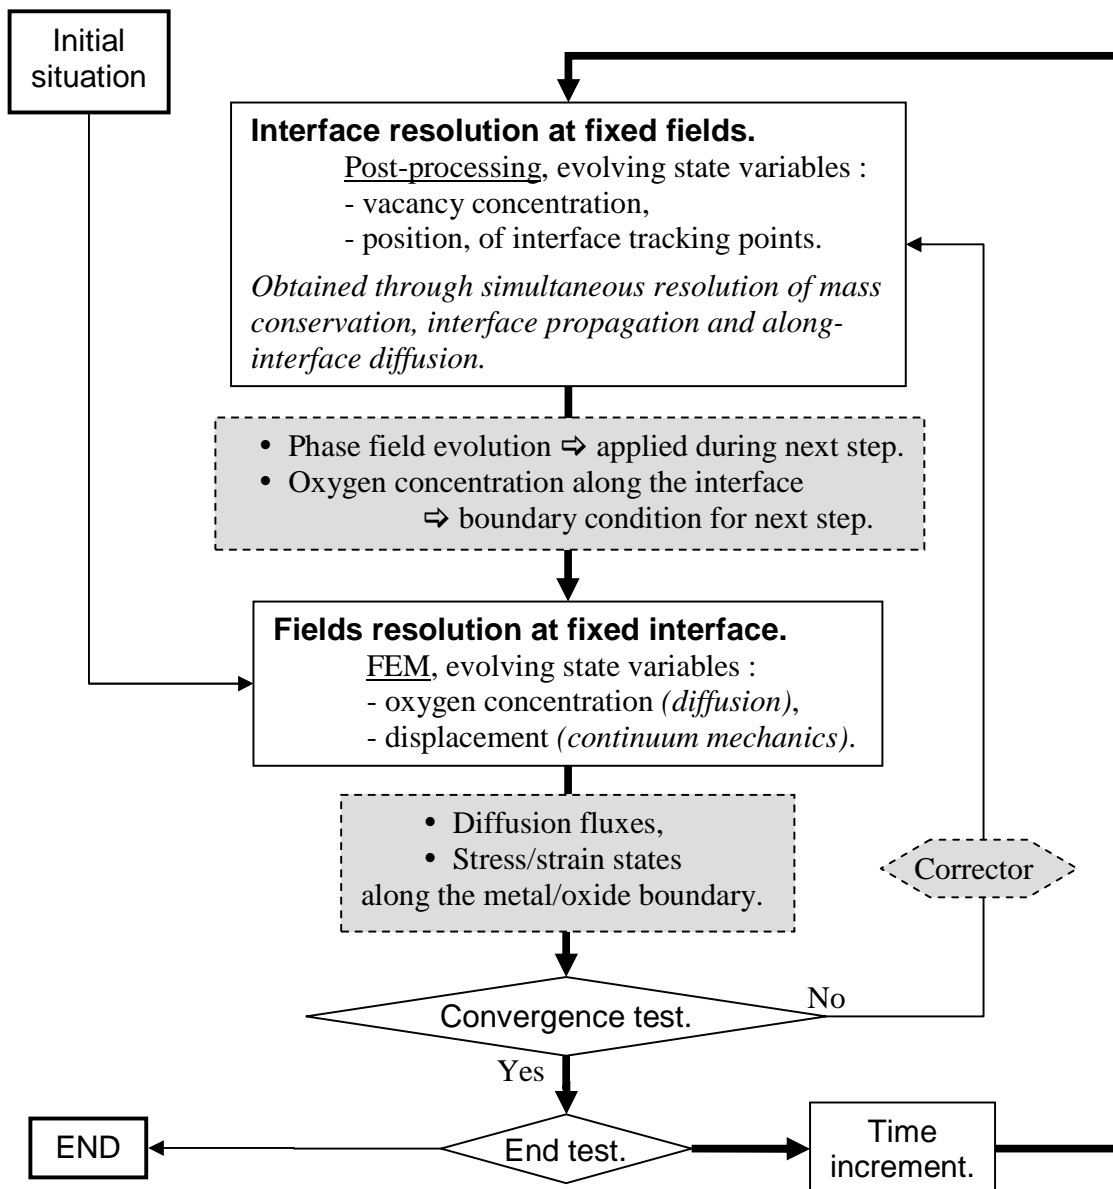 Initial
situation
Interface resolution at fixed fields.
Post-processing, evolving state variables :
- vacancy concentration,
- position, of interface tracking points.
Obtained through simultaneous resolution of mass
conservation, interface propagation and along-
interface diffusion.
• Phase field evolution ⇨ applied during next step.
• Oxygen concentration along the interface
⇨ boundary condition for next step.
Fields resolution at fixed interface.
FEM, evolving state variables :
- oxygen concentration (diffusion),
- displacement (continuum mechanics).
• Diffusion fluxes,
• Stress/strain states
along the metal/oxide boundary.
Corrector
Convergence test.
No
Yes
END
End test.
Time
increment.